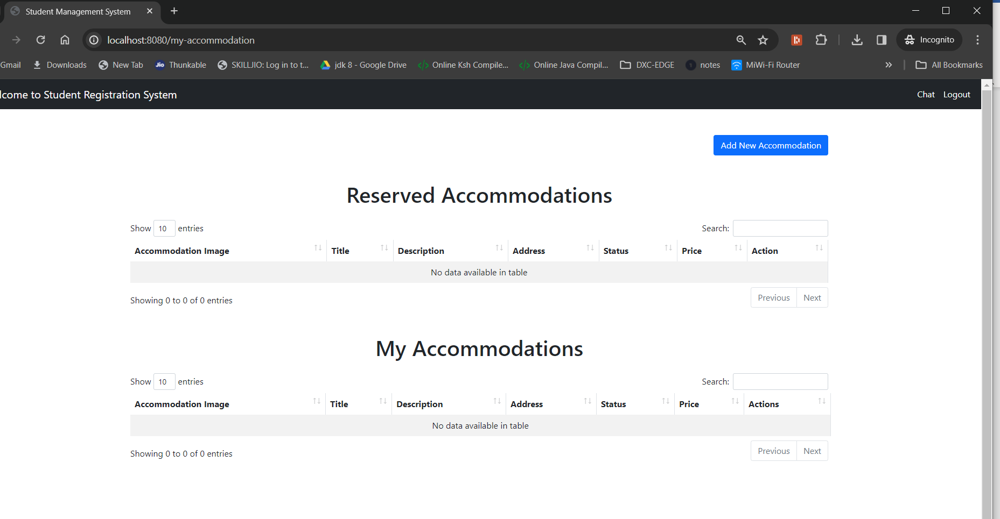 Student Management System
localhost:8080/my-accommodation
Incognito
Gmail Downloads New Tab Jio Thunkable SKILLJIO: Log in to t... jdk 8 - Google Drive Online Ksh Compile... Online Java Compil... DXC-EDGE notes MiWi-Fi Router » All Bookmarks
lcome to Student Registration System Chat Logout
Add New Accommodation
Reserved Accommodations
Show 10 entries Search:
Accommodation Image Title Description Address Status Price Action
No data available in table
Showing 0 to 0 of 0 entries Previous Next
My Accommodations
Show 10 entries Search:
Accommodation Image Title Description Address Status Price Actions
No data available in table
Showing 0 to 0 of 0 entries Previous Next